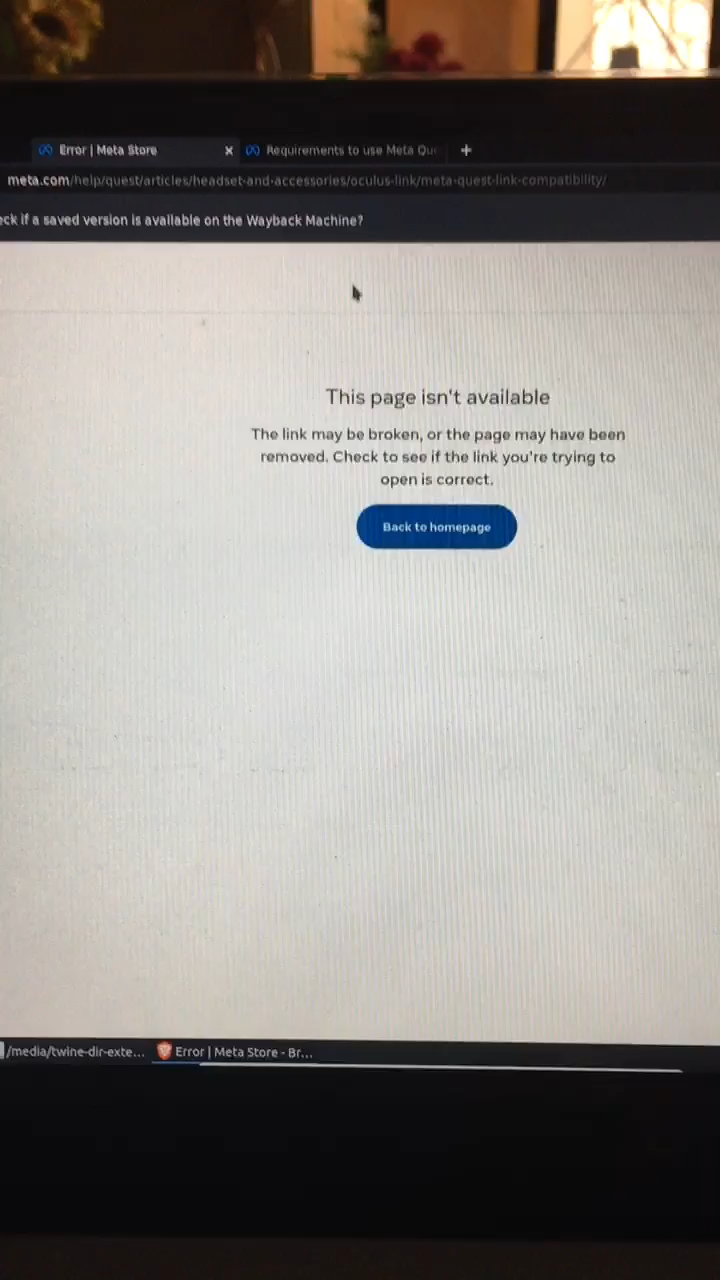 Error | Meta Store
Requirements to use Meta Qu
meta.com/help/quest/articles/headset-and-accessories/oculus-link/meta-quest-link-compatibility/
eck if a saved version is available on the Wayback Machine?
This page isn't available
The link may be broken, or the page may have been
removed. Check to see if the link you're trying to
open is correct.
Back to homepage
/media/twine-dir-exte...
Error | Meta Store - Br...